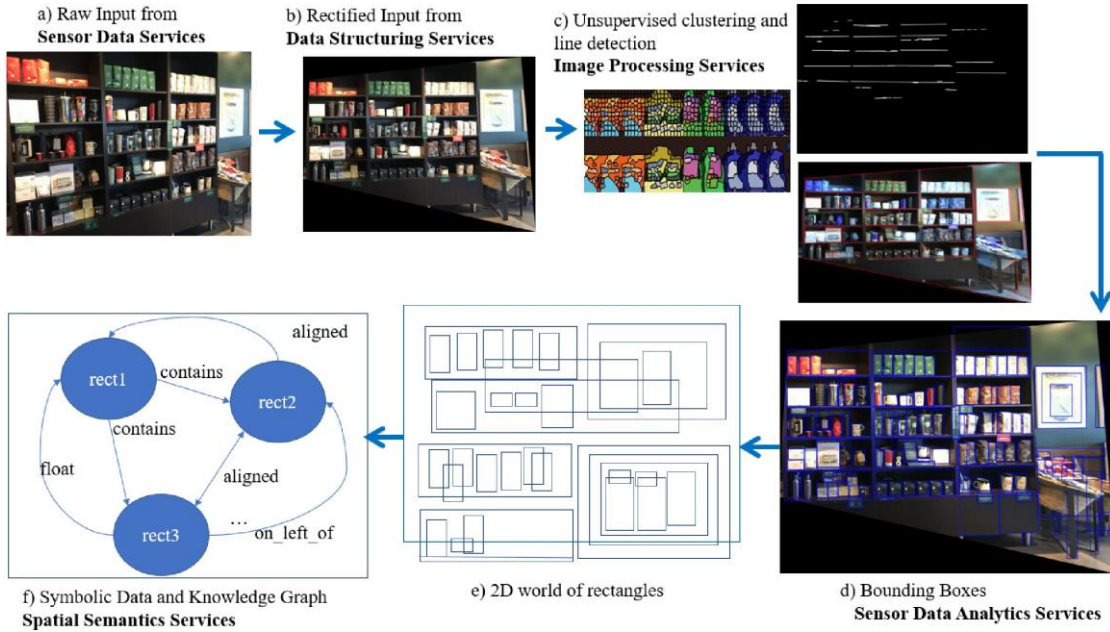 a) Raw Input from
Sensor Data Services
b) Rectified Input from
Data Structuring Services
c) Unsupervised clustering and
line detection
Image Processing Services
aligned
rect1
contains
rect2
contains
float
aligned
...
rect3
on_left_of
f) Symbolic Data and Knowledge Graph
Spatial Semantics Services
e) 2D world of rectangles
d) Bounding Boxes
Sensor Data Analytics Services